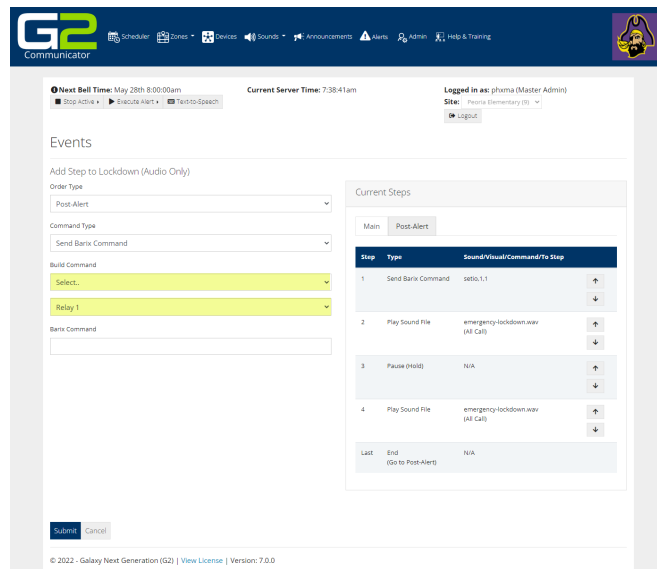 G2
Communicator
Scheduler Zones Devices Sounds Announcements Alerts Admin Help & Training
Next Bell Time: May 28th 8:00:00am Current Server Time: 7:38:41am Logged in as: phxma (Master Admin)
Stop Active Execute Alert Text-to-Speech Site: Peoria Elementary (9)
Logout
Events
Add Step to Lockdown (Audio Only)
Order Type
Post-Alert
Command Type
Send Barix Command
Build Command
Select..
Relay 1
Barix Command
Current Steps
Main Post-Alert
Step Type Sound/Visual/Command/To Step
1 Send Barix Command setio,1,1
2 Play Sound File emergency-lockdown.wav
(All Call)
3 Pause (Hold) N/A
4 Play Sound File emergency-lockdown.wav
(All Call)
Last End N/A
(Go to Post-Alert)
Submit Cancel
© 2022 - Galaxy Next Generation (G2) | View License | Version: 7.0.0